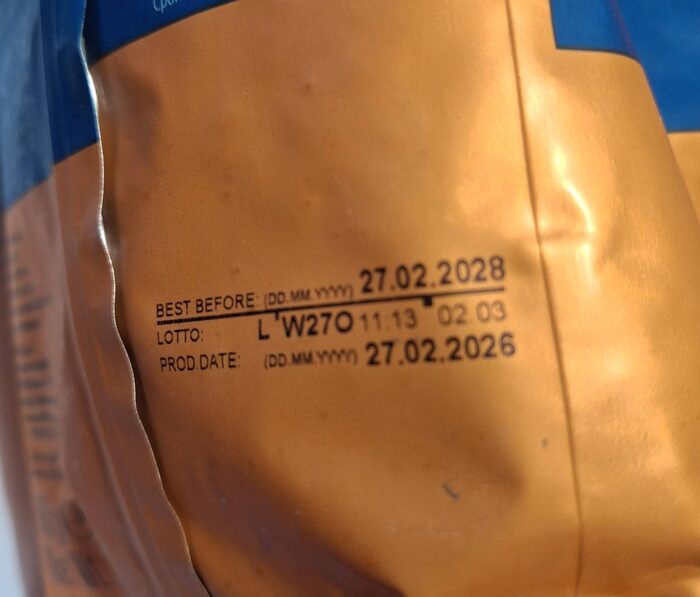 BEST BEFORE: (DD.MM.YYYY) 27.02.2028
LOTTO: L W27O 11:13 02 03
PROD.DATE: (DD.MM.YYYY) 27.02.2026